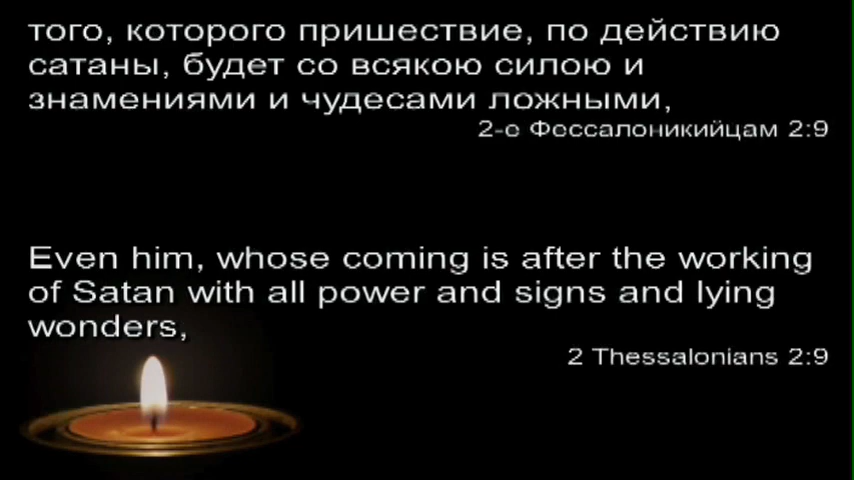 того, которого пришествие, по действию
сатаны, будет со всякою силою и
знамениями и чудесами ложными,
2-е Фессалоникийцам 2:9
Even him, whose coming is after the working
of Satan with all power and signs and lying
wonders,
2 Thessalonians 2:9